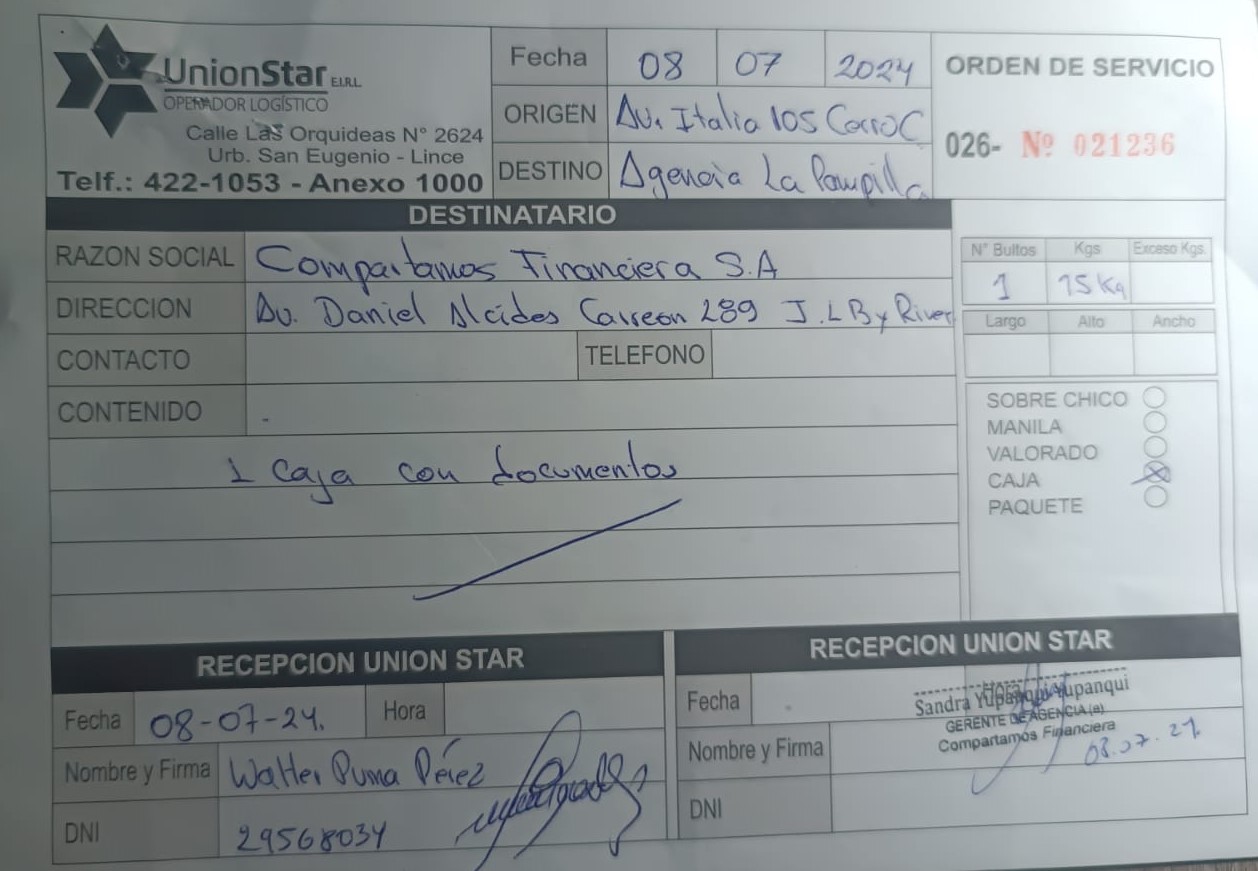 UnionStar E.I.R.L.
OPERADOR LOGÍSTICO
Calle Las Orquideas N° 2624
Urb. San Eugenio - Lince
Telf.: 422-1053 - Anexo 1000
Fecha 08 07 2024
ORIGEN Av. Italia 105 Cerro C
DESTINO Agencia La Pampilla
ORDEN DE SERVICIO
026- Nº 021236
DESTINATARIO
RAZON SOCIAL Compartamos Financiera S.A
DIRECCION Av. Daniel Alcides Carreon 289 J.L B y River
CONTACTO TELEFONO
CONTENIDO
1 Caja con documentos
N° Bultos Kgs Exceso Kgs.
1 15 Kg
Largo Alto Ancho
SOBRE CHICO
MANILA
VALORADO
CAJA
PAQUETE
RECEPCION UNION STAR
Fecha 08-07-24. Hora
Nombre y Firma Walter Puma Pérez
DNI 29568034
RECEPCION UNION STAR
Fecha Hora
Sandra Yupanqui Yupanqui
GERENTE DE AGENCIA (e)
Compartamos Financiera
Nombre y Firma 08.07.24
DNI